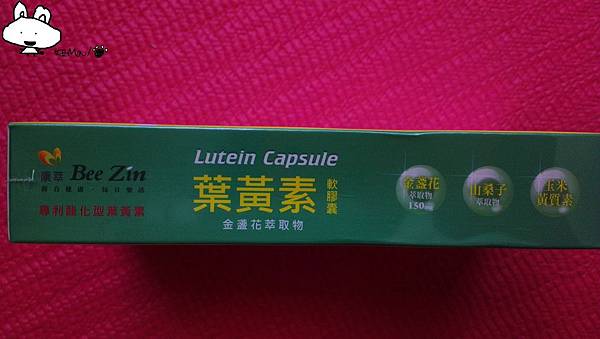 康萃 Bee Zin
專利酯化型葉黃素
Lutein Capsule
葉黃素
軟膠囊
金盞花萃取物
金盞花
萃取物
150mg
山桑子
萃取物
玉米
黃質素